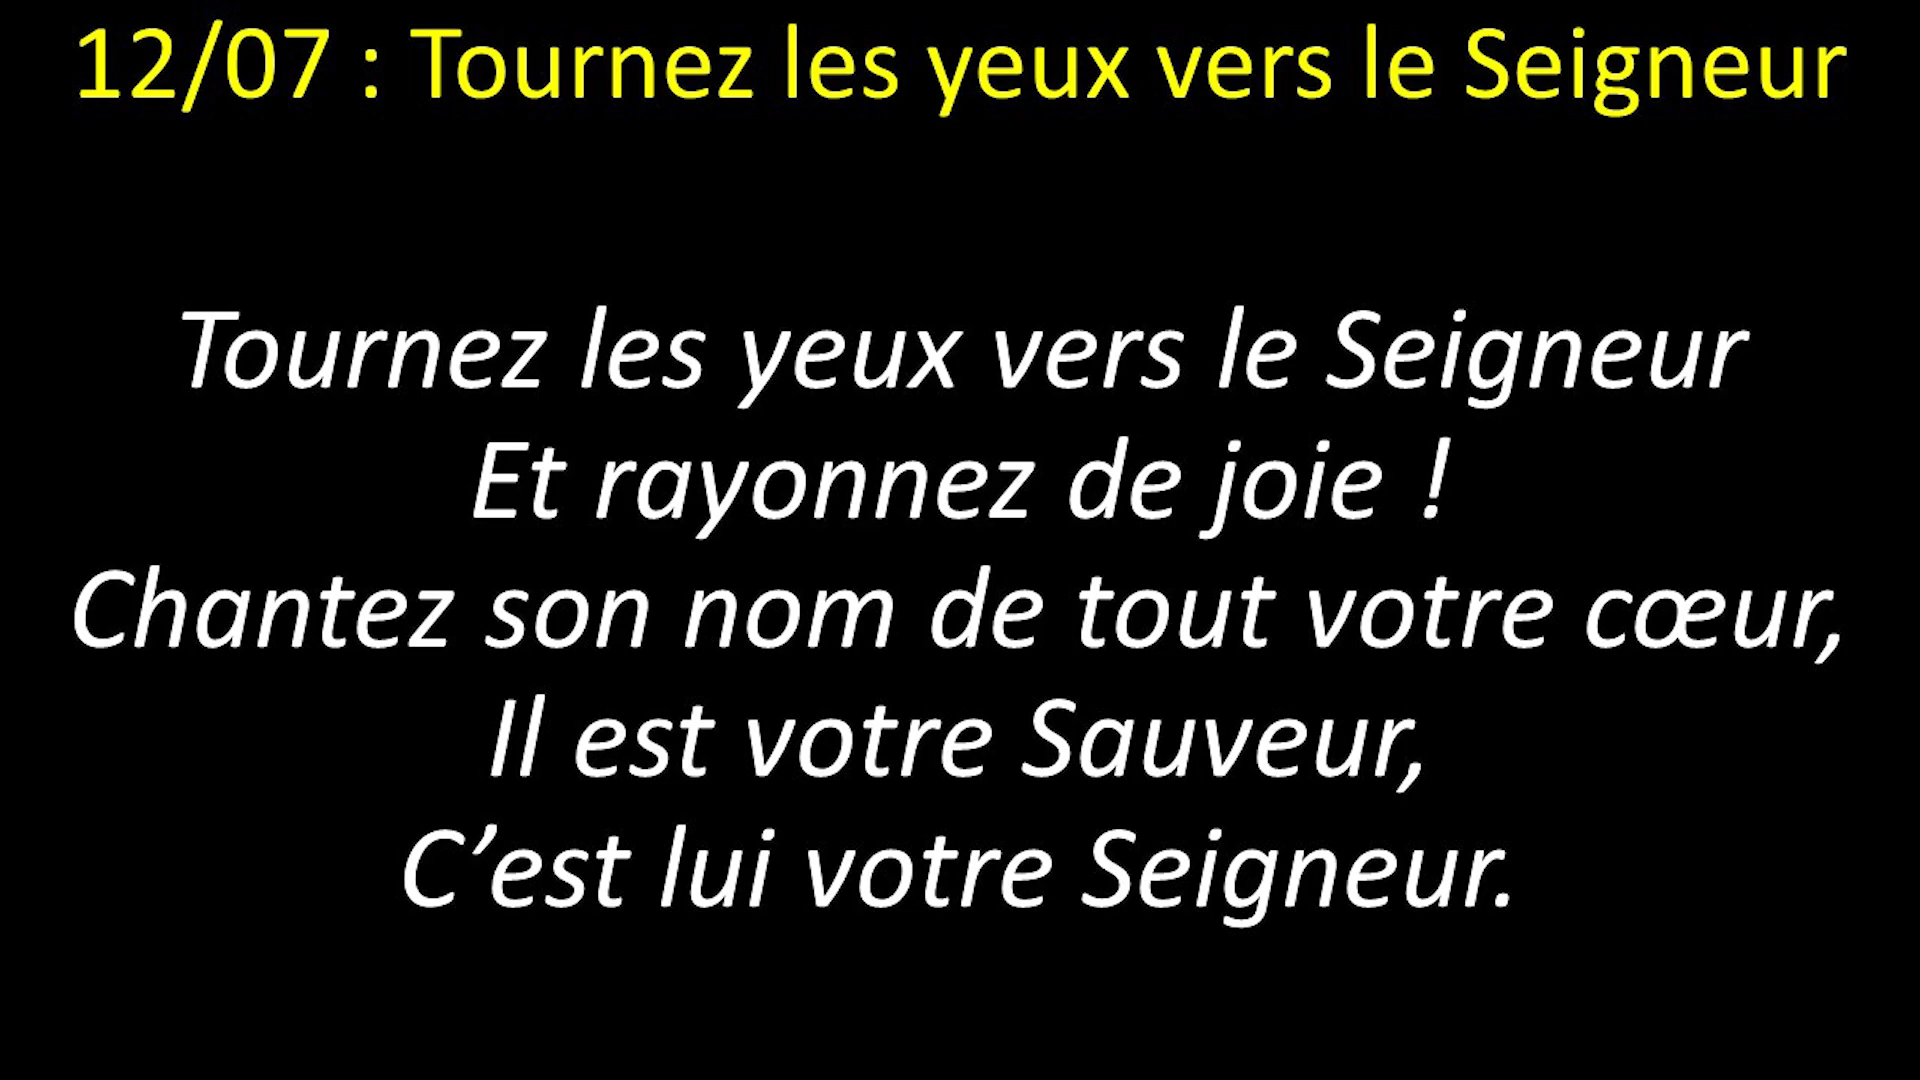 12/07 : Tournez les yeux vers le Seigneur
Tournez les yeux vers le Seigneur
Et rayonnez de joie !
Chantez son nom de tout votre cœur,
Il est votre Sauveur,
C’est lui votre Seigneur.